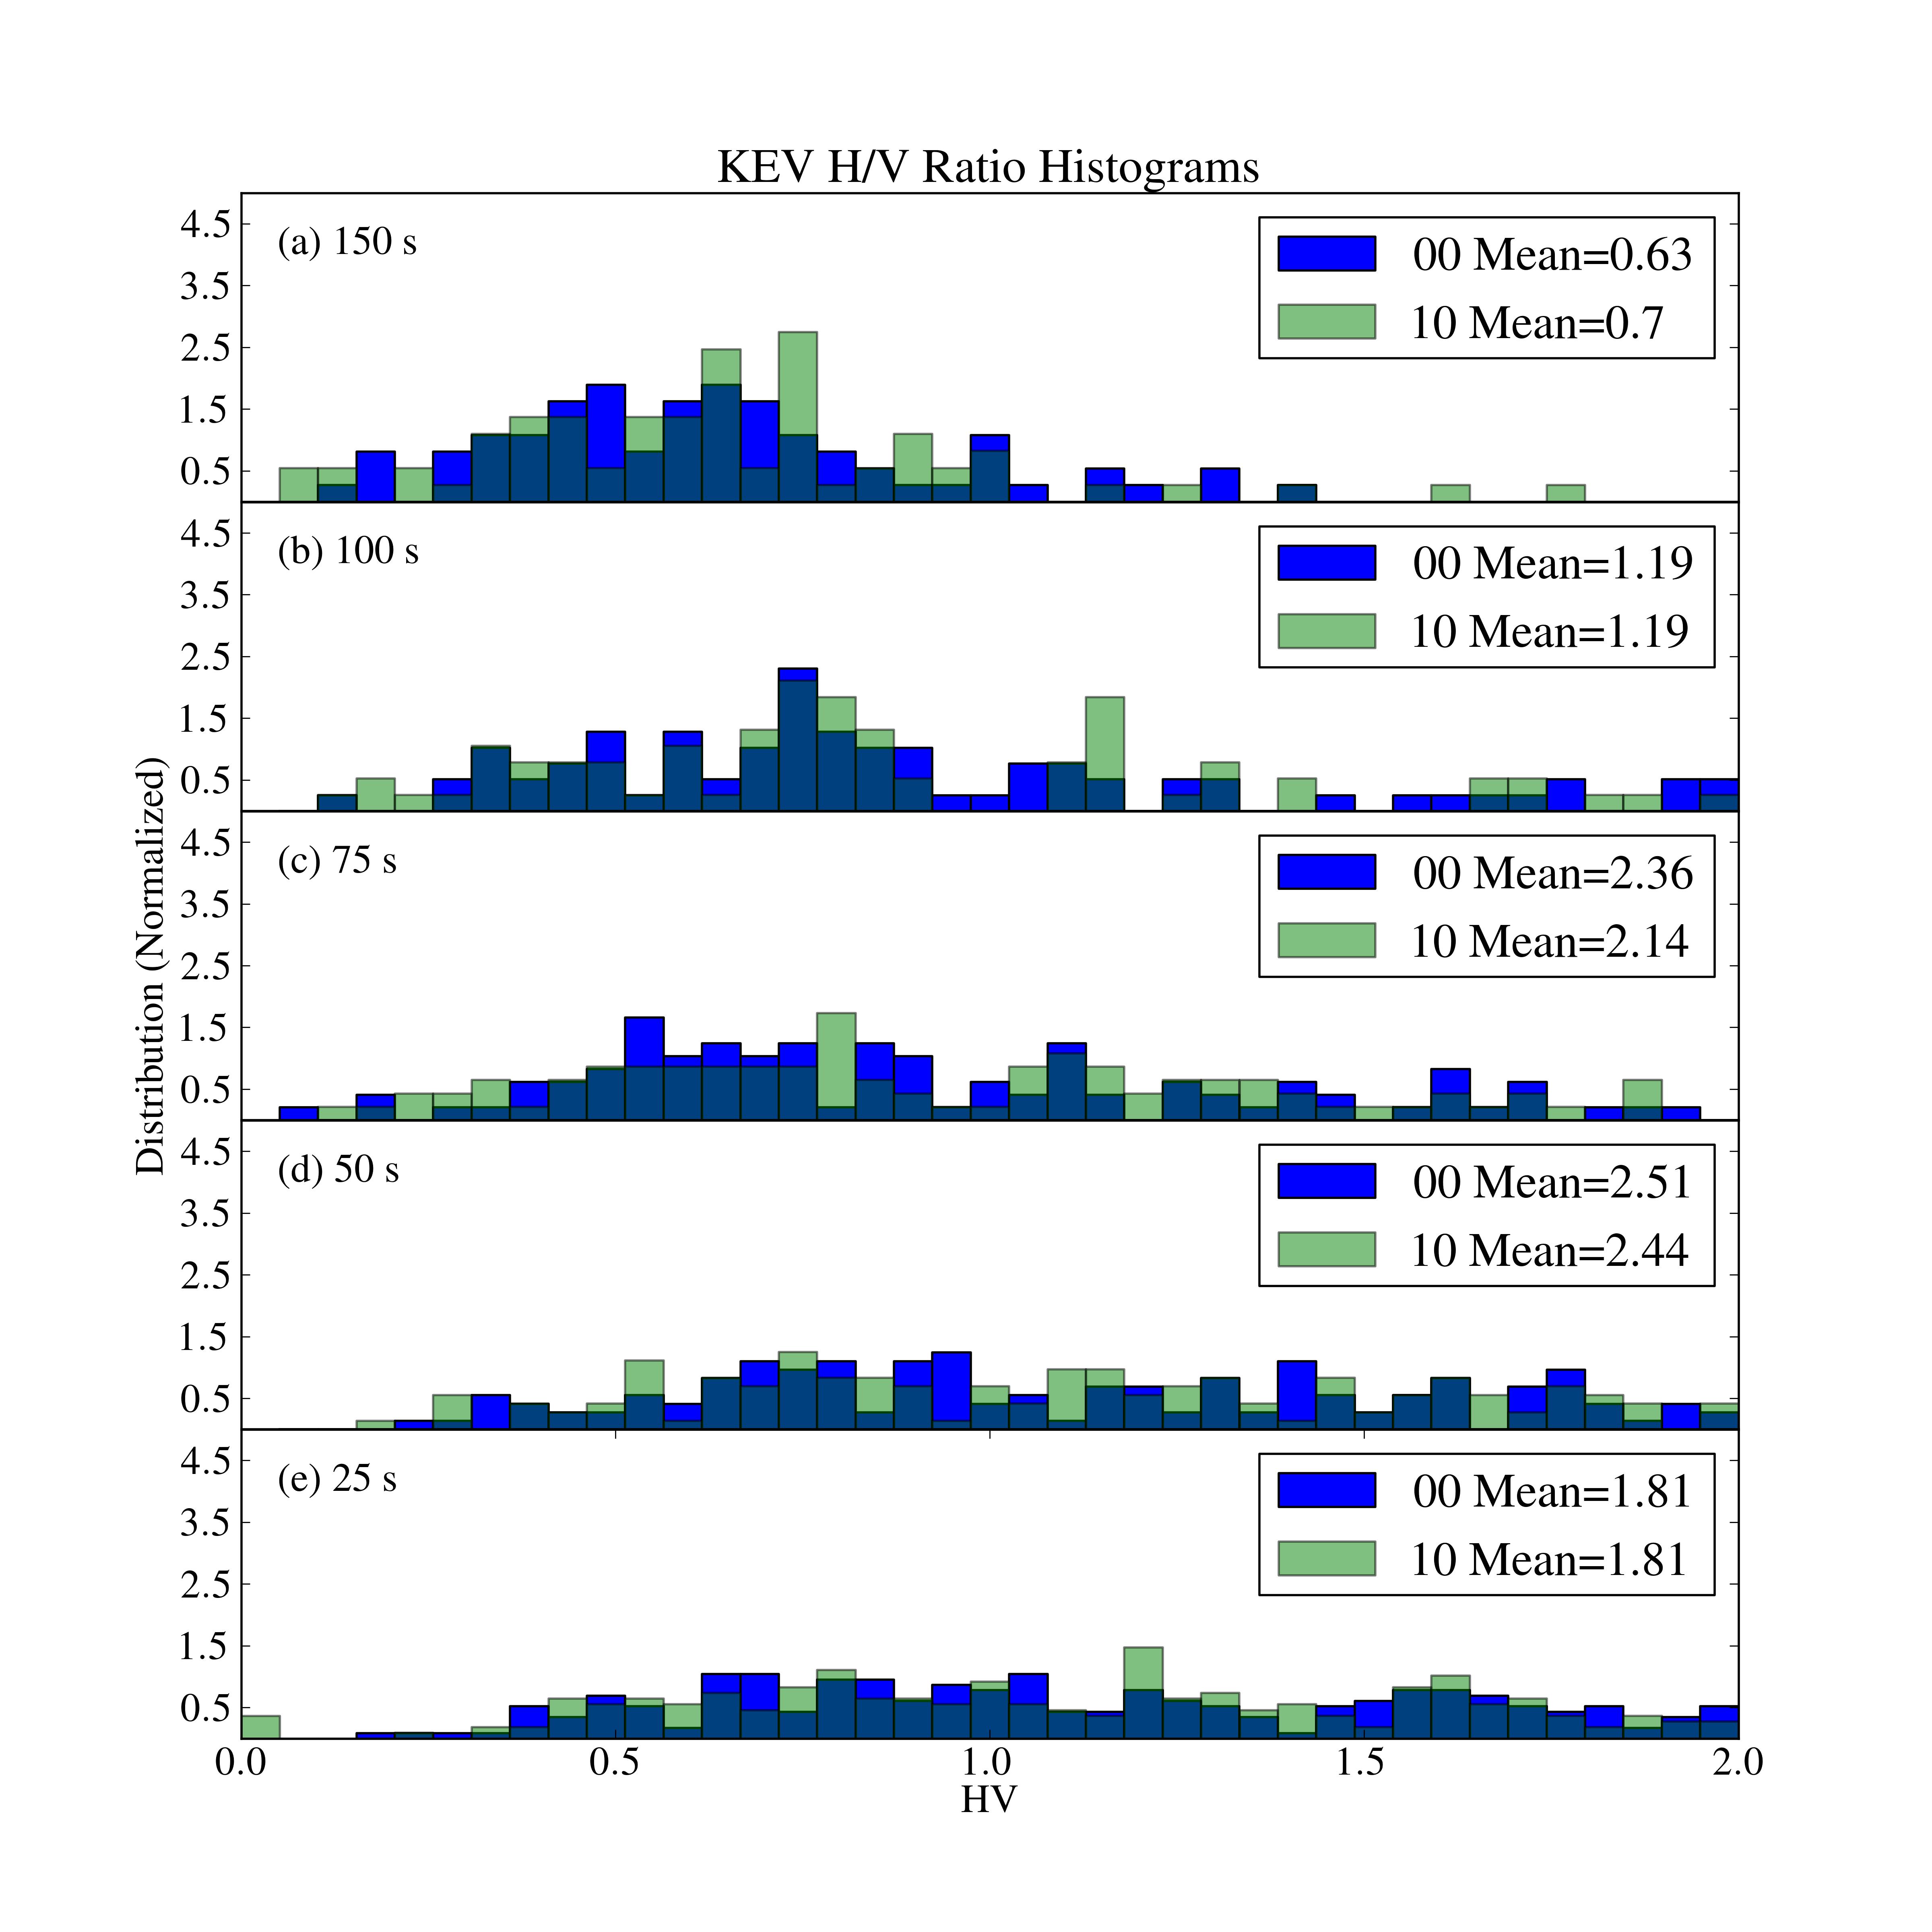 KEV H/V Ratio Histograms
4.5
3.5
2.5
1.5
0.5
(a) 150 s
00 Mean=0.63
10 Mean=0.7
4.5
3.5
2.5
1.5
0.5
(b) 100 s
00 Mean=1.19
10 Mean=1.19
Distribution (Normalized)
4.5
3.5
2.5
1.5
0.5
(c) 75 s
00 Mean=2.36
10 Mean=2.14
4.5
3.5
2.5
1.5
0.5
(d) 50 s
00 Mean=2.51
10 Mean=2.44
4.5
3.5
2.5
1.5
0.5
(e) 25 s
00 Mean=1.81
10 Mean=1.81
0.0 0.5 1.0 1.5 2.0
HV